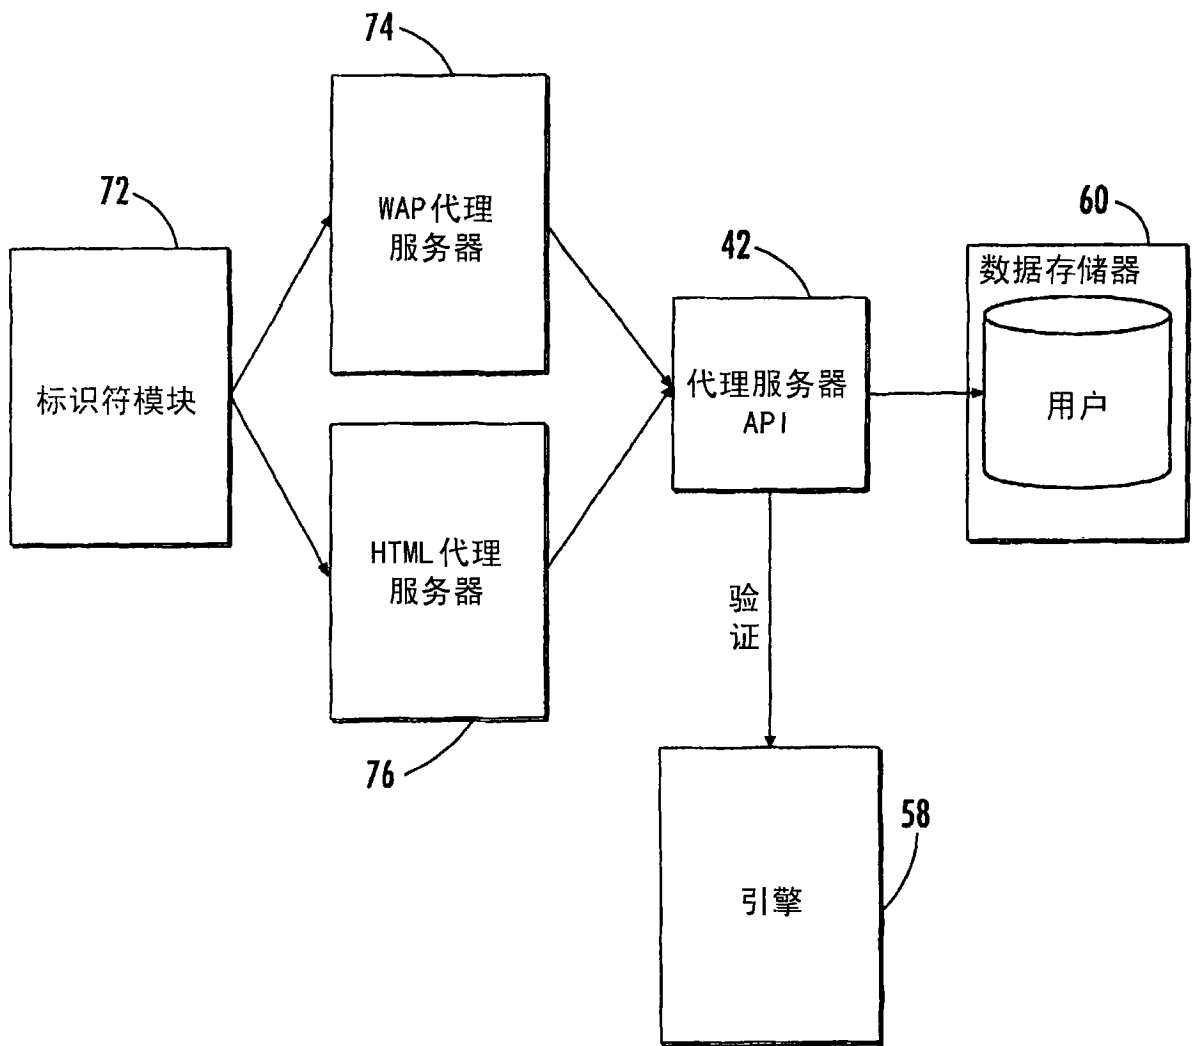 74
72
WAP代理
服务器
60
42
数据存储器
标识符模块
代理服务器
API
用户
HTML代理
服务器
验
证
76
58
引擎